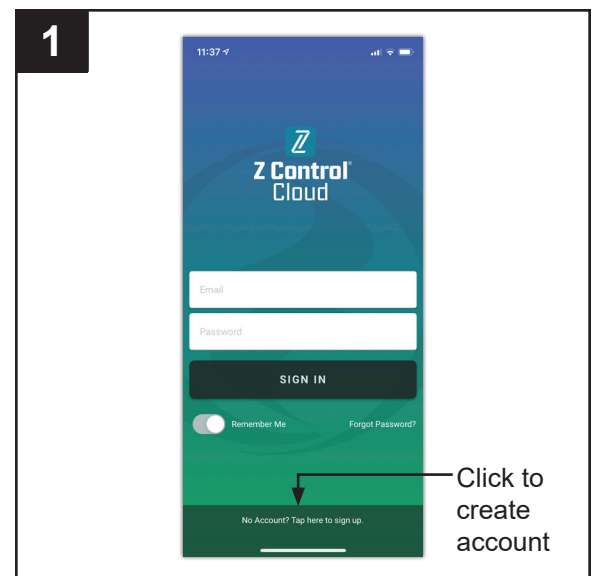 1
11:37
Z
Z Control®
Cloud
Email
Password
SIGN IN
Remember Me Forgot Password?
No Account? Tap here to sign up.
Click to
create
account